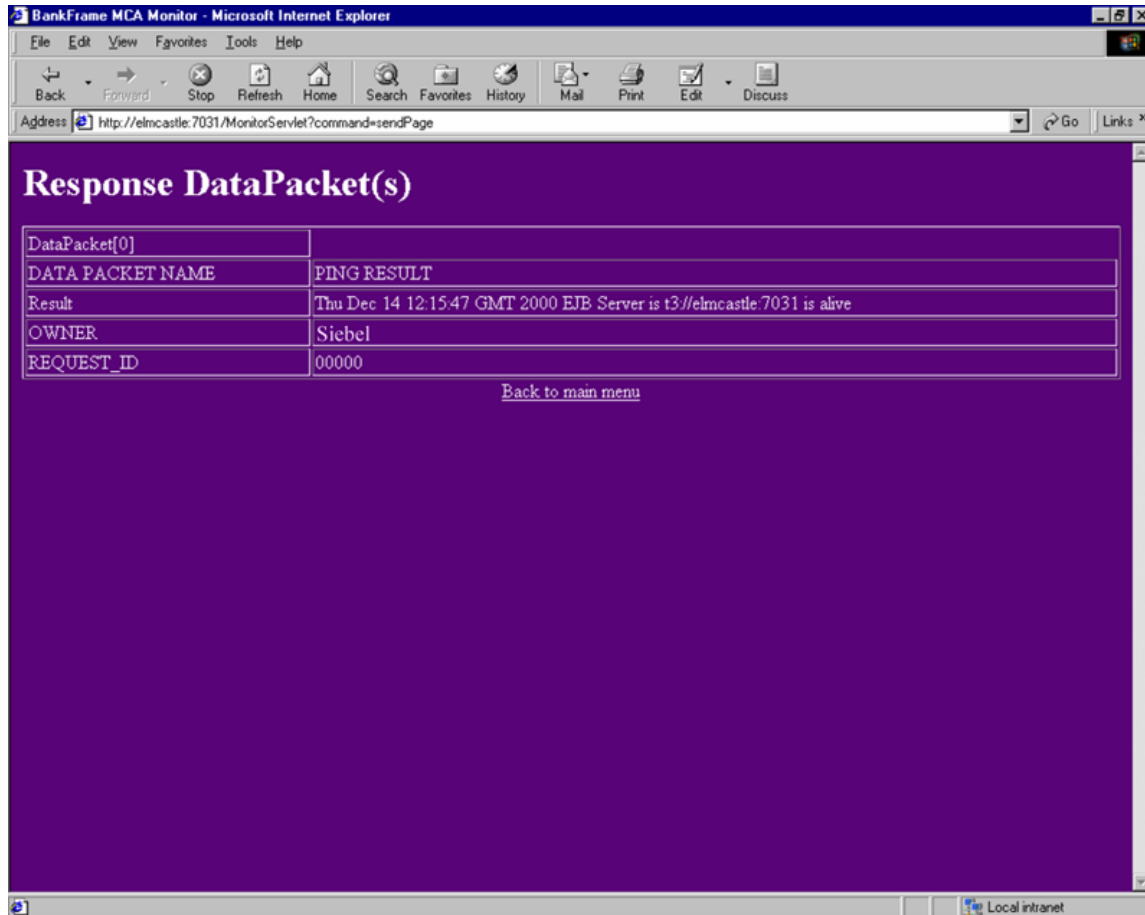 BankFrame MCA Monitor - Microsoft Internet Explorer
File Edit View Favorites Tools Help
Back Forward Stop Refresh Home Search Favorites History Mail Print Edit Discuss
Address http://elmcastle:7031/MonitorServlet?command=sendPage Go Links »
Response DataPacket(s)
DataPacket[0]
DATA PACKET NAME PING RESULT
Result Thu Dec 14 12:15:47 GMT 2000 EJB Server is t3://elmcastle:7031 is alive
OWNER Siebel
REQUEST_ID 00000
Back to main menu
Local intranet